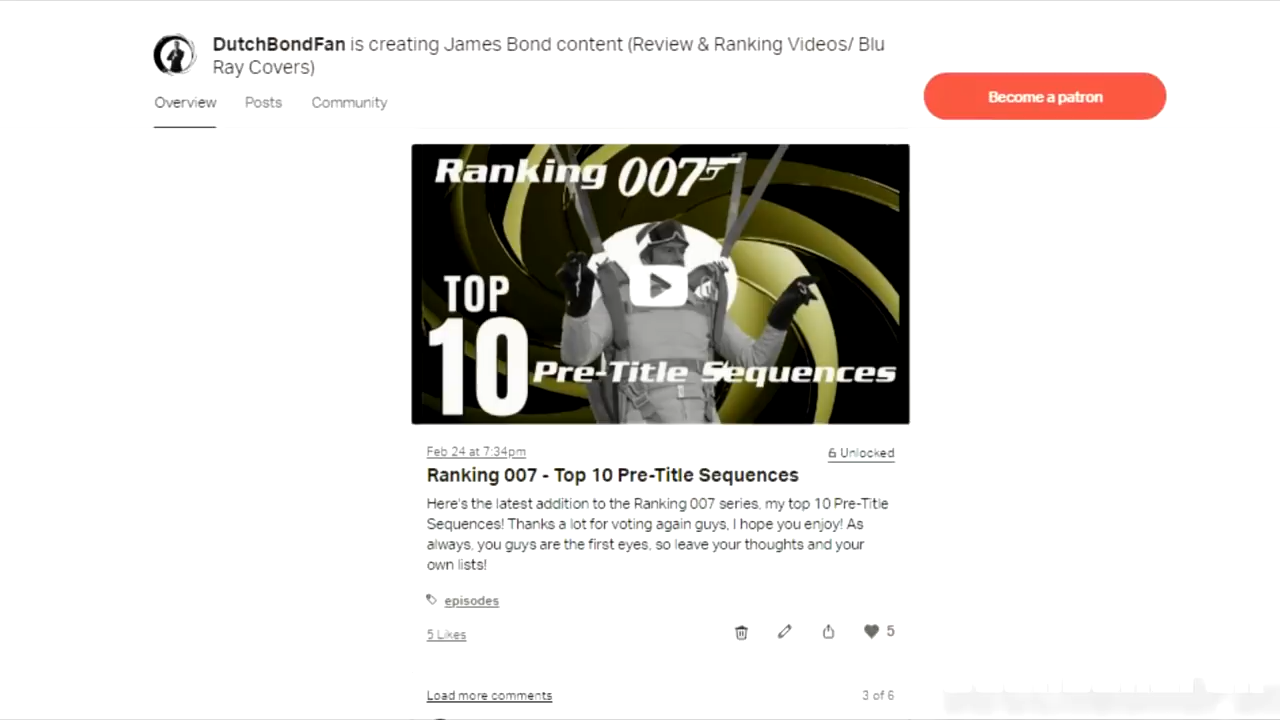 DutchBondFan is creating James Bond content (Review & Ranking Videos/ Blu
Ray Covers)
Overview Posts Community
Become a patron
Ranking 007
TOP
10
Pre-Title Sequences
Feb 24 at 7:34pm
Unlocked
Ranking 007 - Top 10 Pre-Title Sequences
Here's the latest addition to the Ranking 007 series, my top 10 Pre-Title
Sequences! Thanks a lot for voting again guys, I hope you enjoy! As
always, you guys are the first eyes, so leave your thoughts and your
own lists!
episodes
5 Likes
5
Load more comments
3 of 6